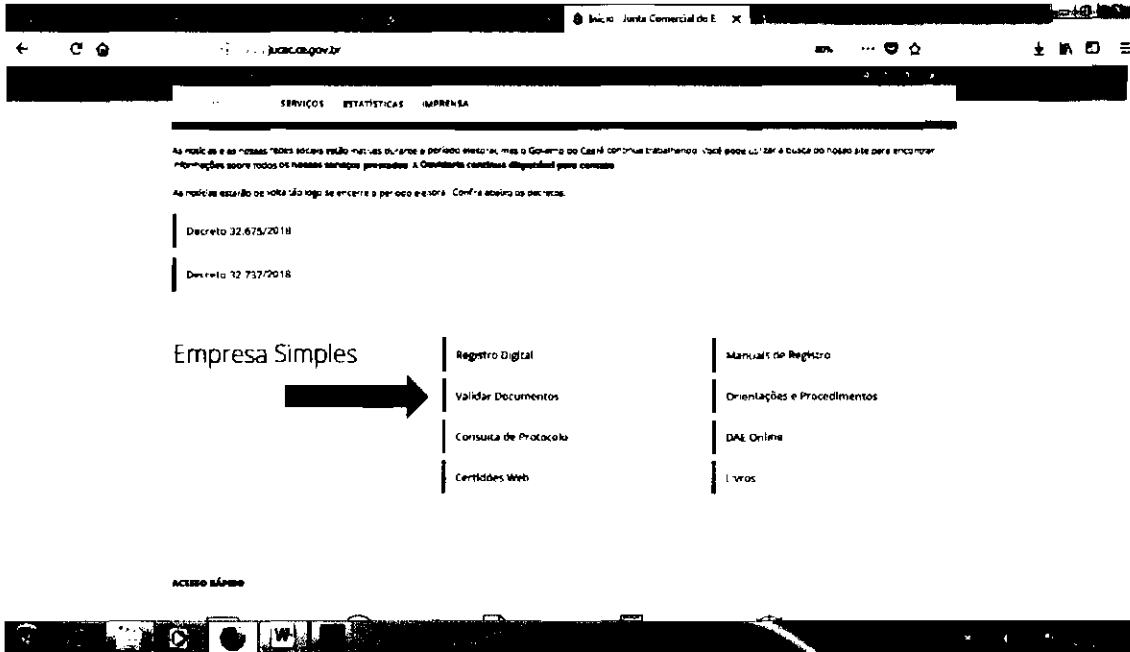 Início Junta Comercial do E
jucec.ce.gov.br
80%
SERVIÇOS ESTATÍSTICAS IMPRENSA
As notícias e as nossas redes sociais estão inativas durante o período eleitoral, mas o Governo do Ceará continua trabalhando. Você pode utilizar a busca do nosso site para encontrar
informações sobre todos os nossos serviços prestados. A Ouvidoria continua disponível para contato
As notícias estarão de volta tão logo se encerre o período eleitoral. Confira abaixo os decretos.
Decreto 32.675/2018
Decreto 32.737/2018
Empresa Simples
Registro Digital
Manuais de Registro
Validar Documentos
Orientações e Procedimentos
Consulta de Protocolo
DAE Online
Certidões Web
Livros
ACESSO RÁPIDO
W